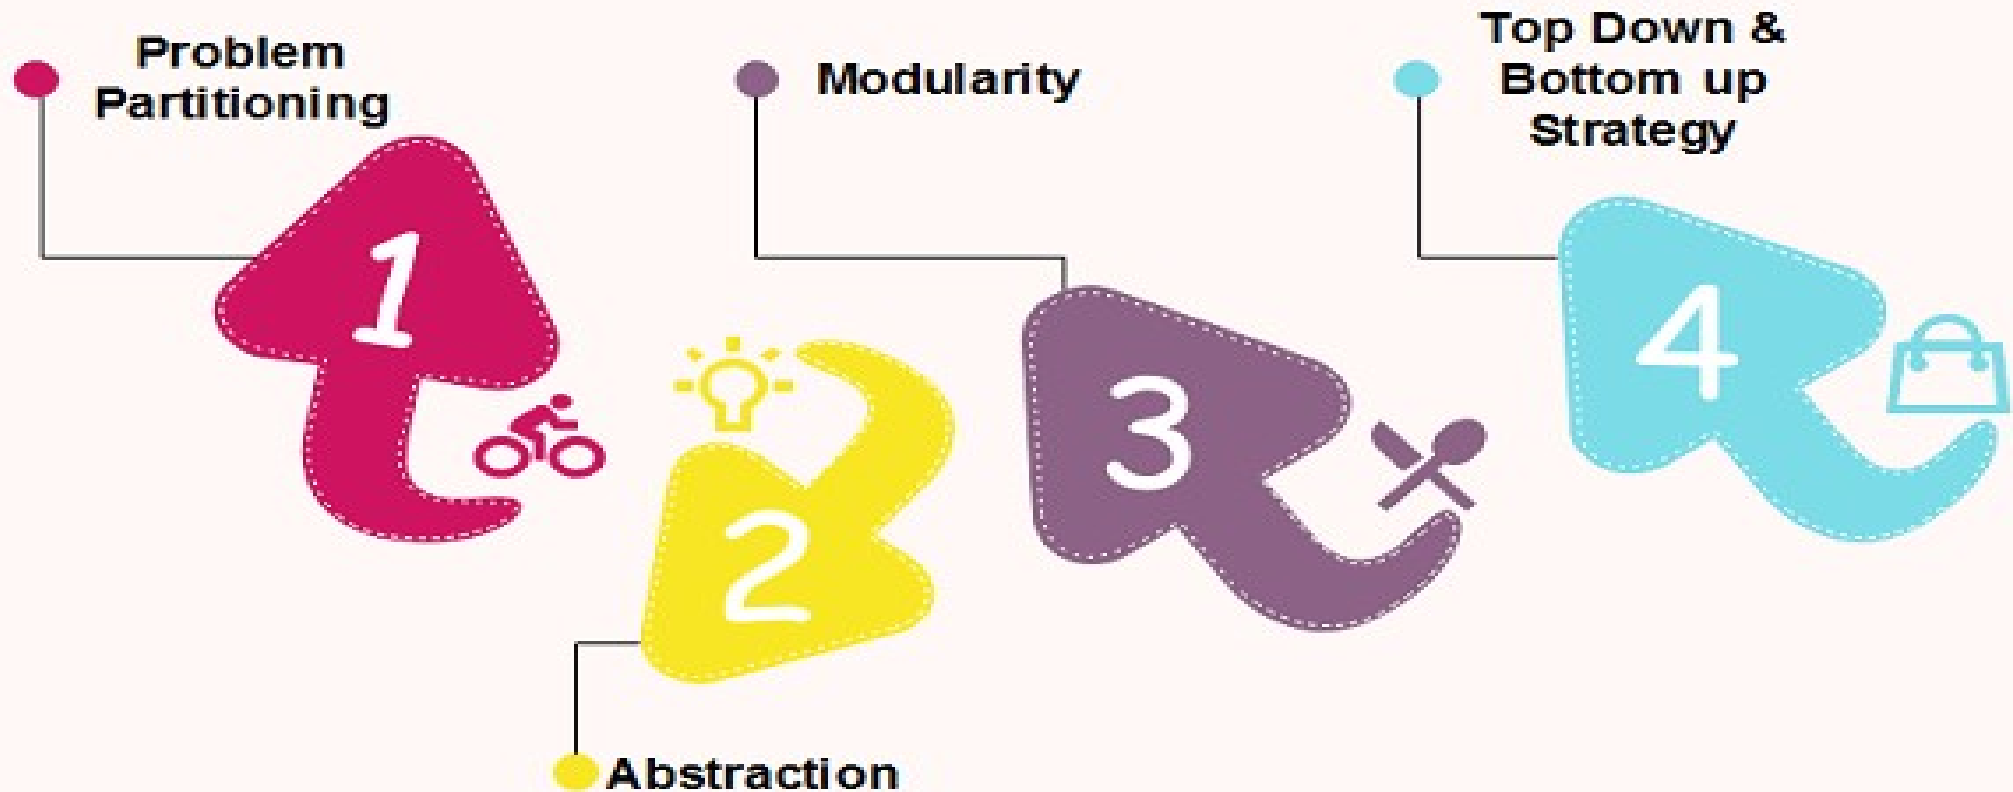 Problem
Partitioning
1
Abstraction
2
Modularity
3
Top Down &
Bottom up
Strategy
4